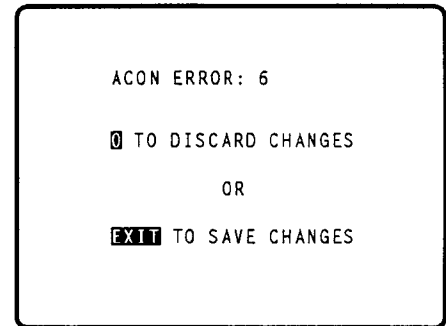 ACON ERROR: 6
0 TO DISCARD CHANGES
OR
EXIT TO SAVE CHANGES